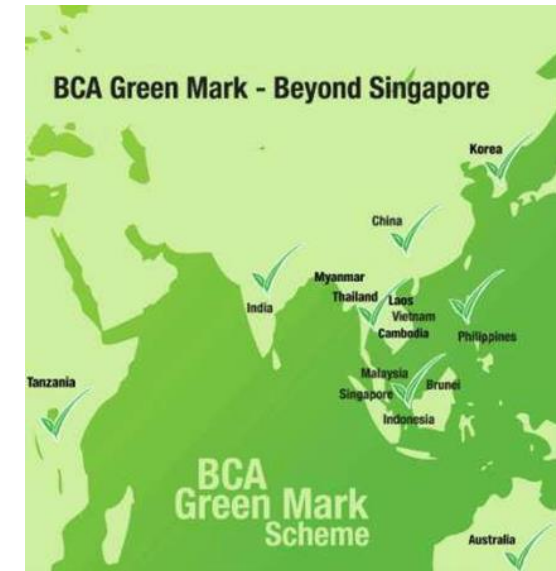 BCA Green Mark - Beyond Singapore
Korea
China
Myanmar
India
Thailand
Laos
Vietnam
Cambodia
Philippines
Malaysia
Tanzania
Brunei
Singapore
Indonesia
BCA
Green Mark
Scheme
Australia